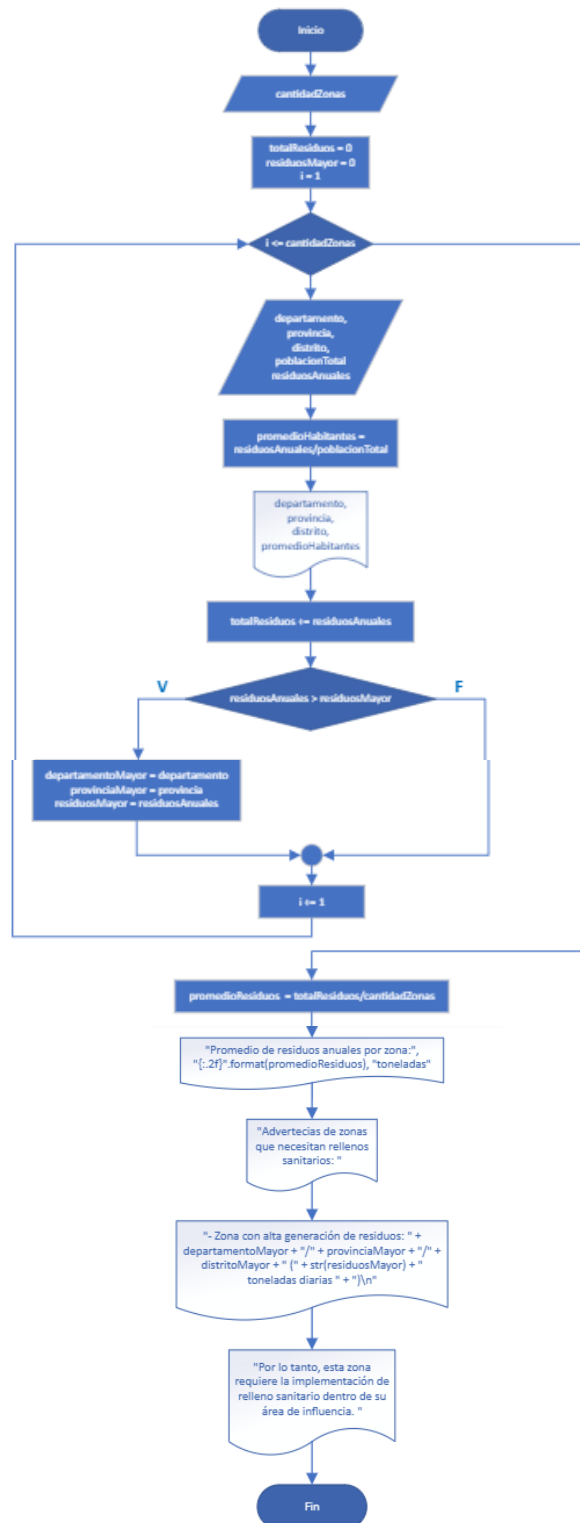 Inicio
cantidadZonas
totalResiduos = 0
residuosMayor = 0
i = 1
i <= cantidadZonas
departamento,
provincia,
distrito,
poblacionTotal
residuosAnuales
promedioHabitantes =
residuosAnuales/poblacionTotal
departamento,
provincia,
distrito,
promedioHabitantes
totalResiduos += residuosAnuales
V
residuosAnuales > residuosMayor
F
departamentoMayor = departamento
provinciaMayor = provincia
residuosMayor = residuosAnuales
i += 1
promedioResiduos = totalResiduos/cantidadZonas
"Promedio de residuos anuales por zona:",
"{:.2f}".format(promedioResiduos), "toneladas"
"Advertecias de zonas
que necesitan rellenos
sanitarios: "
"- Zona con alta generación de residuos: " +
departamentoMayor + "/" + provinciaMayor + "/" +
distritoMayor + " (" + str(residuosMayor) + "
toneladas diarias " + ")\n"
"Por lo tanto, esta zona
requiere la implementación de
relleno sanitario dentro de su
área de influencia. "
Fin